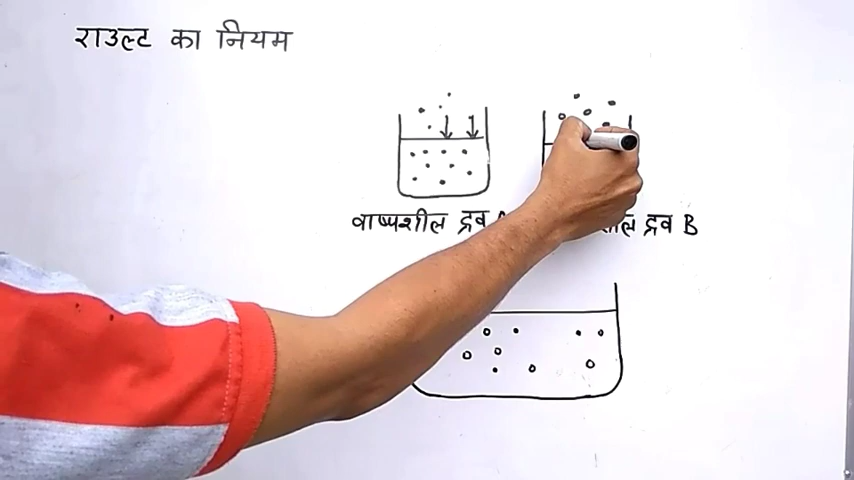 राउल्ट का नियम
वाष्पशील द्रव
द्रव B